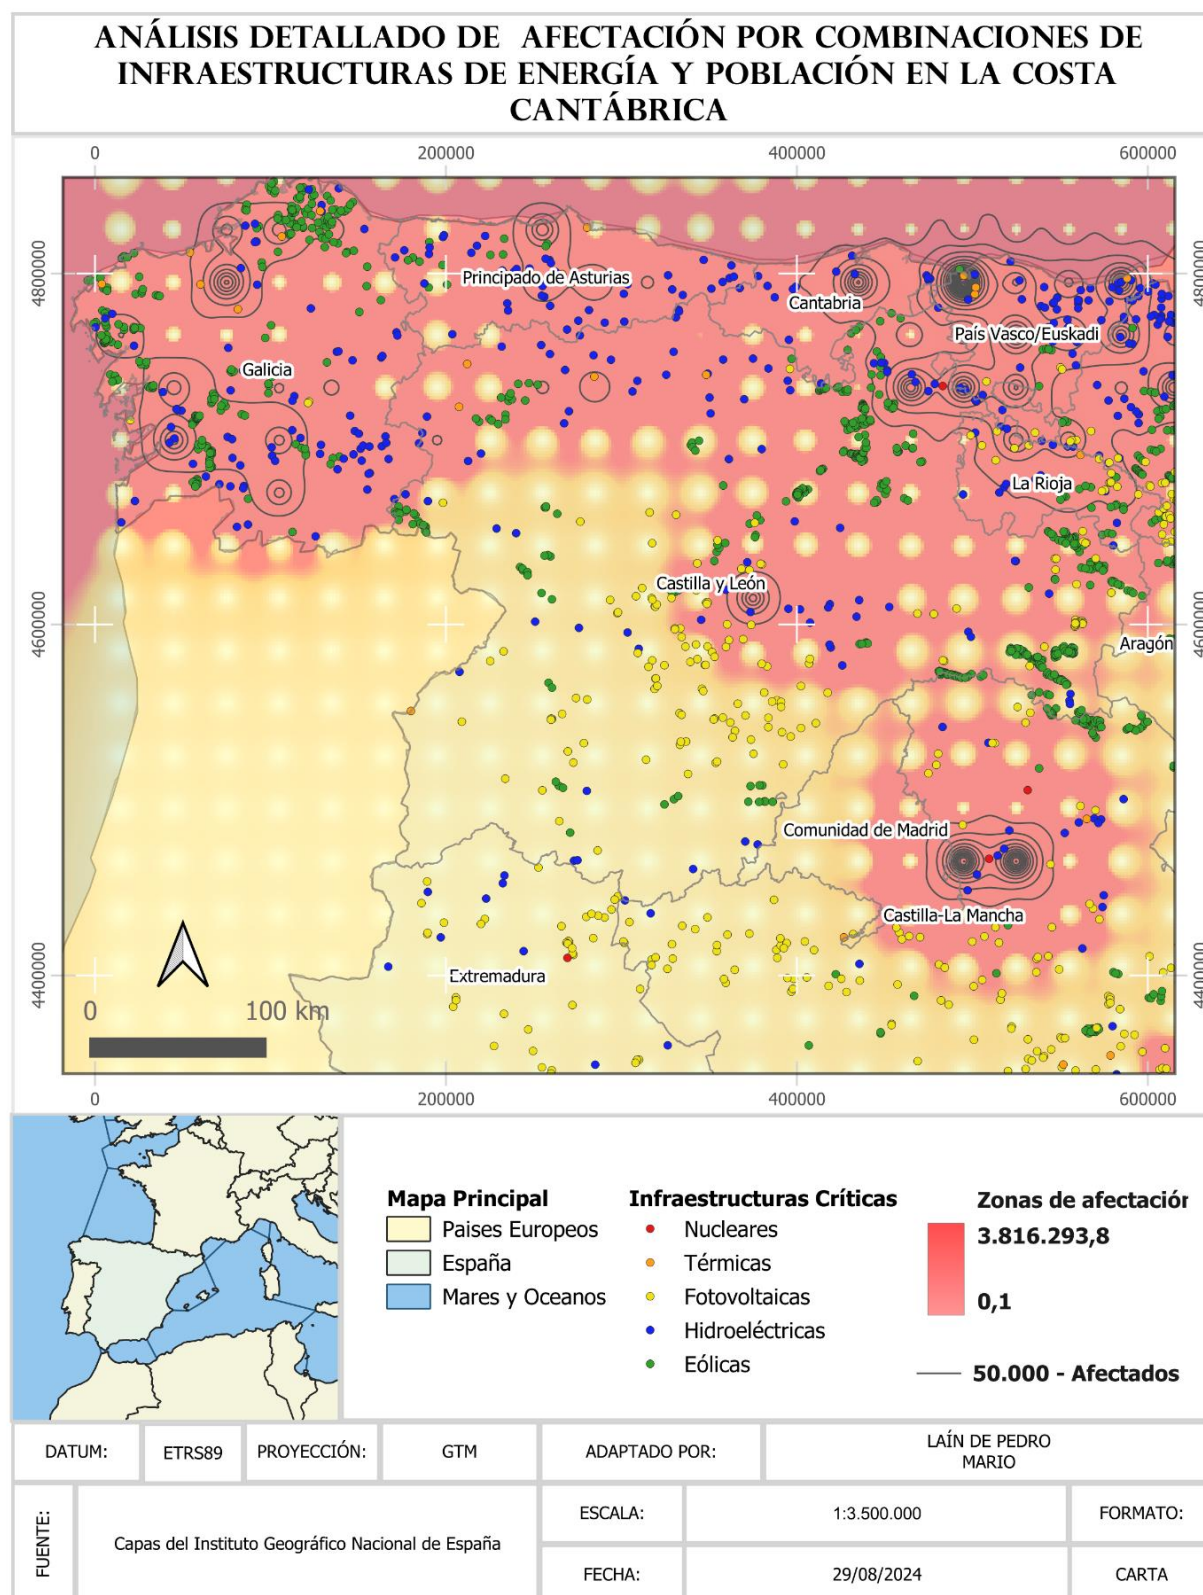 ANÁLISIS DETALLADO DE AFECTACIÓN POR COMBINACIONES DE
INFRAESTRUCTURAS DE ENERGÍA Y POBLACIÓN EN LA COSTA
CANTÁBRICA
0 200000 400000 600000
4800000 4800000
Principado de Asturias
Cantabria
País Vasco/Euskadi
Galicia
La Rioja
Castilla y León
4600000 4600000
Aragón
Comunidad de Madrid
Castilla-La Mancha
Extremadura
4400000 4400000
0 100 km
0 200000 400000 600000
Mapa Principal
Paises Europeos
España
Mares y Oceanos
Infraestructuras Críticas
Nucleares
Térmicas
Fotovoltaicas
Hidroeléctricas
Eólicas
Zonas de afectación
3.816.293,8
0,1
50.000 - Afectados
DATUM: ETRS89 PROYECCIÓN: GTM ADAPTADO POR: LAÍN DE PEDRO
MARIO
FUENTE: Capas del Instituto Geográfico Nacional de España
ESCALA: 1:3.500.000 FORMATO:
FECHA: 29/08/2024 CARTA